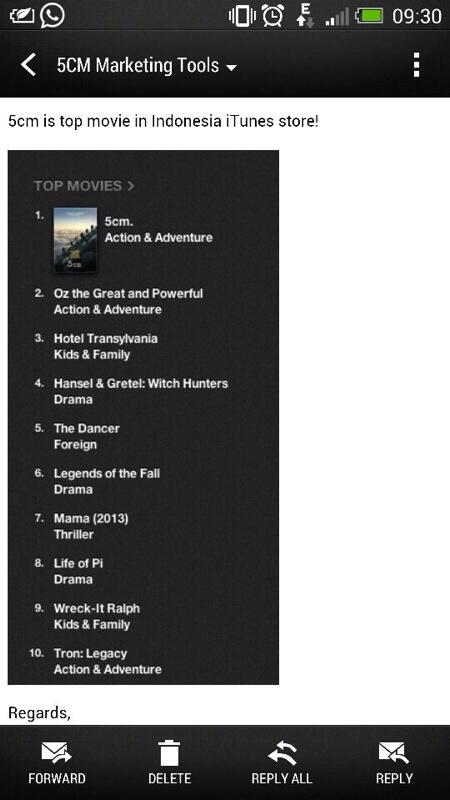 E
09:30
5CM Marketing Tools
5cm is top movie in Indonesia iTunes store!
TOP MOVIES >
1.
5cm
5cm.
Action & Adventure
2. Oz the Great and Powerful
Action & Adventure
3. Hotel Transylvania
Kids & Family
4. Hansel & Gretel: Witch Hunters
Drama
5. The Dancer
Foreign
6. Legends of the Fall
Drama
7. Mama (2013)
Thriller
8. Life of Pi
Drama
9. Wreck-It Ralph
Kids & Family
10. Tron: Legacy
Action & Adventure
Regards,
FORWARD DELETE REPLY ALL REPLY